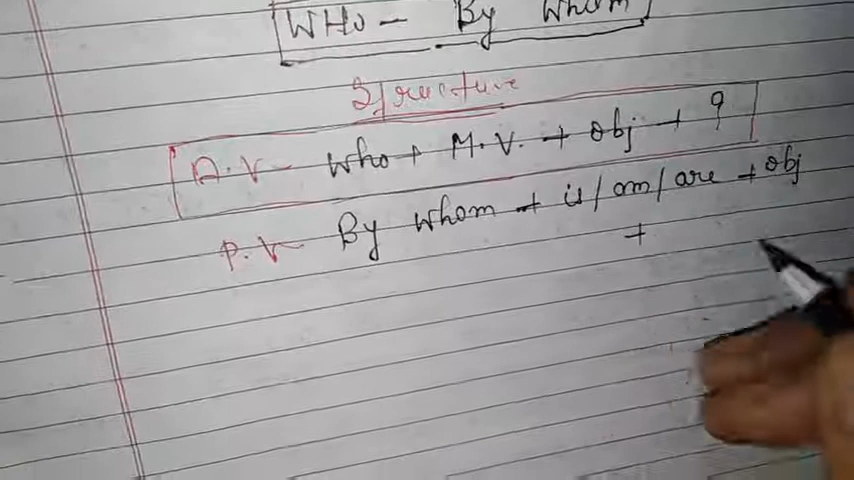 WHO - By Whom
Structure
A.V - Who + M.V. + obj + ?
P.V - By whom + is/am/are + obj
+